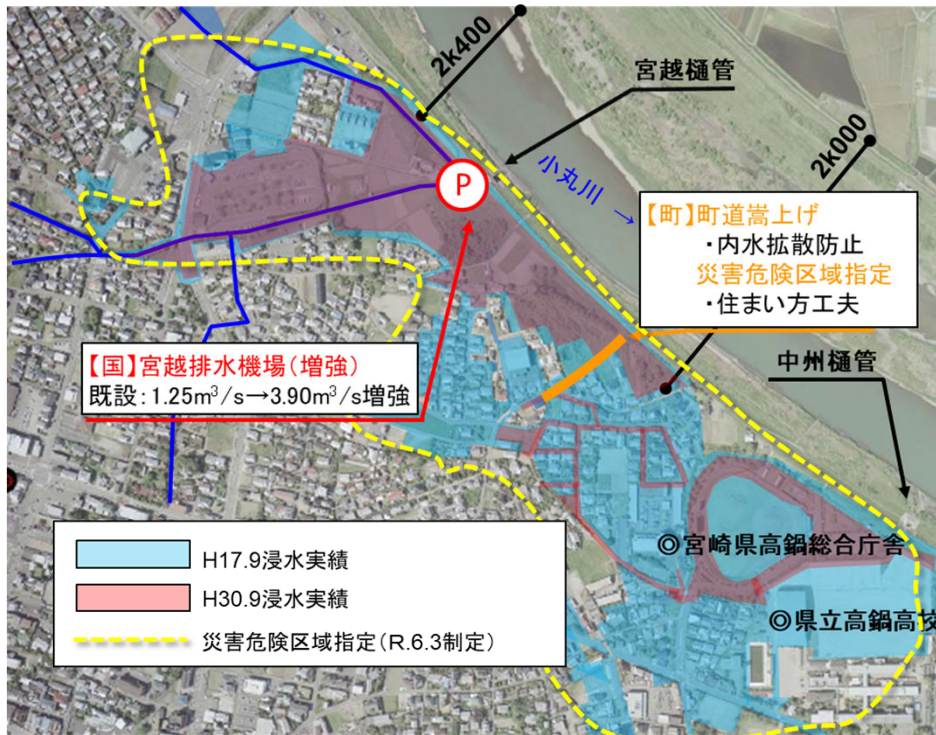 2k400
宮越樋管
2k000
小丸川 →
【町】町道嵩上げ
・内水拡散防止
災害危険区域指定
・住まい方工夫
P
【国】宮越排水機場(増強)
既設:1.25m³/s→3.90m³/s増強
中州樋管
◎宮崎県高鍋総合庁舎
◎県立高鍋高校
H17.9浸水実績
H30.9浸水実績
災害危険区域指定(R.6.3制定)